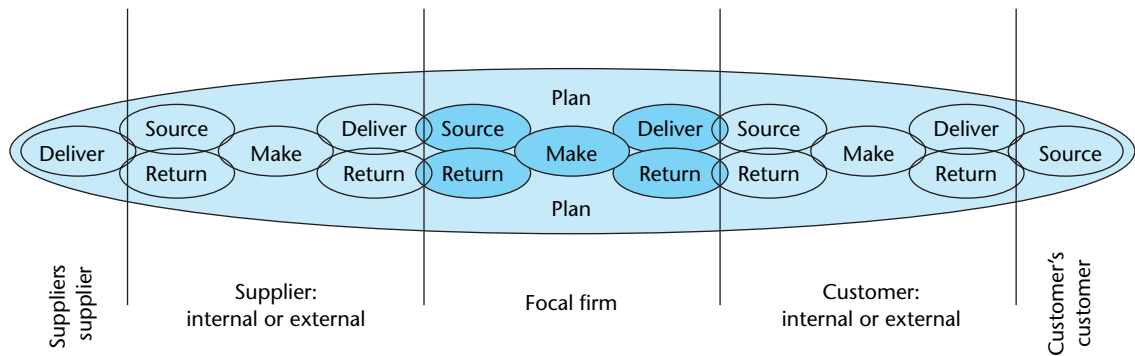 Plan
Source Deliver Source Deliver Source Deliver
Deliver Make Make Make Source
Return Return Return Return Return Return
Plan
Suppliers
supplier
Supplier:
internal or external
Focal firm
Customer:
internal or external
Customer's
customer